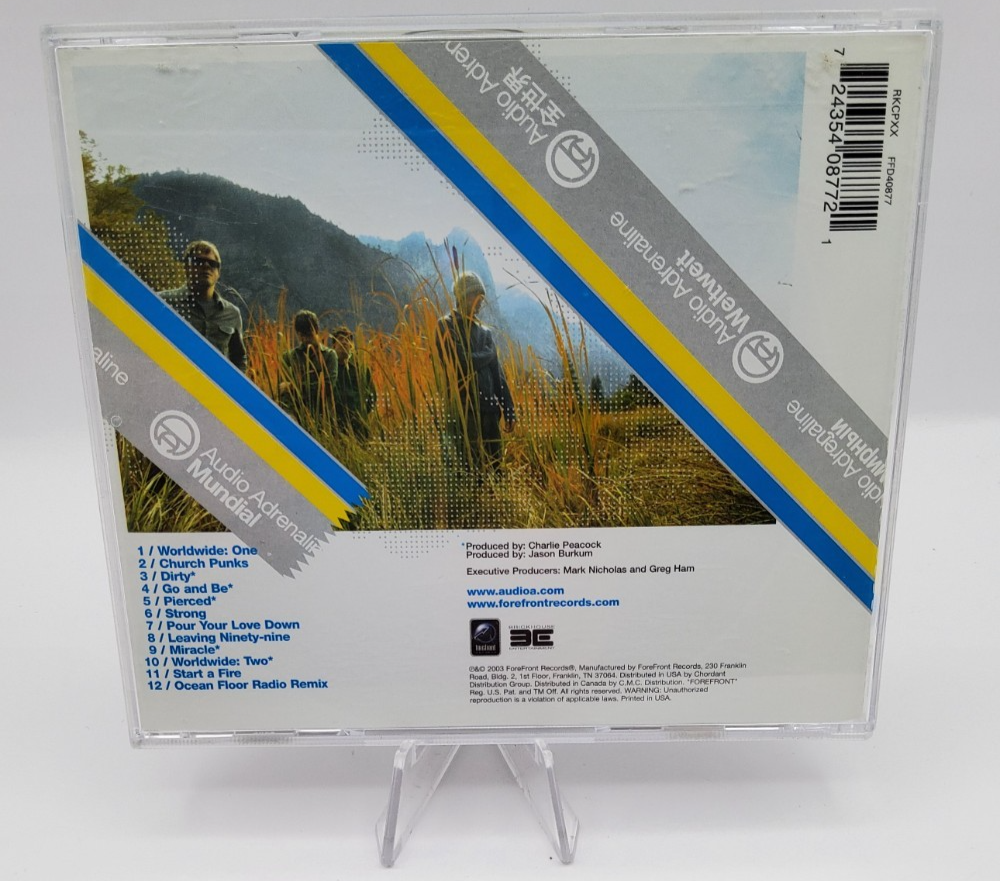 Audio Adrenaline
全世界
Audio Adrenaline
Weltweit
Audio Adrenaline
7 24354 08772 1
RKCPXX FFD40877
Audio Adrenaline
Mundial
1 / Worldwide: One
2 / Church Punks
3 / Dirty*
4 / Go and Be*
5 / Pierced*
6 / Strong
7 / Pour Your Love Down
8 / Leaving Ninety-nine
9 / Miracle*
10 / Worldwide: Two*
11 / Start a Fire
12 / Ocean Floor Radio Remix
*Produced by: Charlie Peacock
Produced by: Jason Burkum
Executive Producers: Mark Nicholas and Greg Ham
www.audioa.com
www.forefrontrecords.com
forefront
BRICKHOUSE
ENTERTAINMENT
℗&© 2003 ForeFront Records®, Manufactured by ForeFront Records, 230 Franklin
Road, Bldg. 2, 1st Floor, Franklin, TN 37064. Distributed in USA by Chordant
Distribution Group. Distributed in Canada by C.M.C. Distribution. "FOREFRONT"
Reg. U.S. Pat. and TM Off. All rights reserved. WARNING: Unauthorized
reproduction is a violation of applicable laws. Printed in USA.